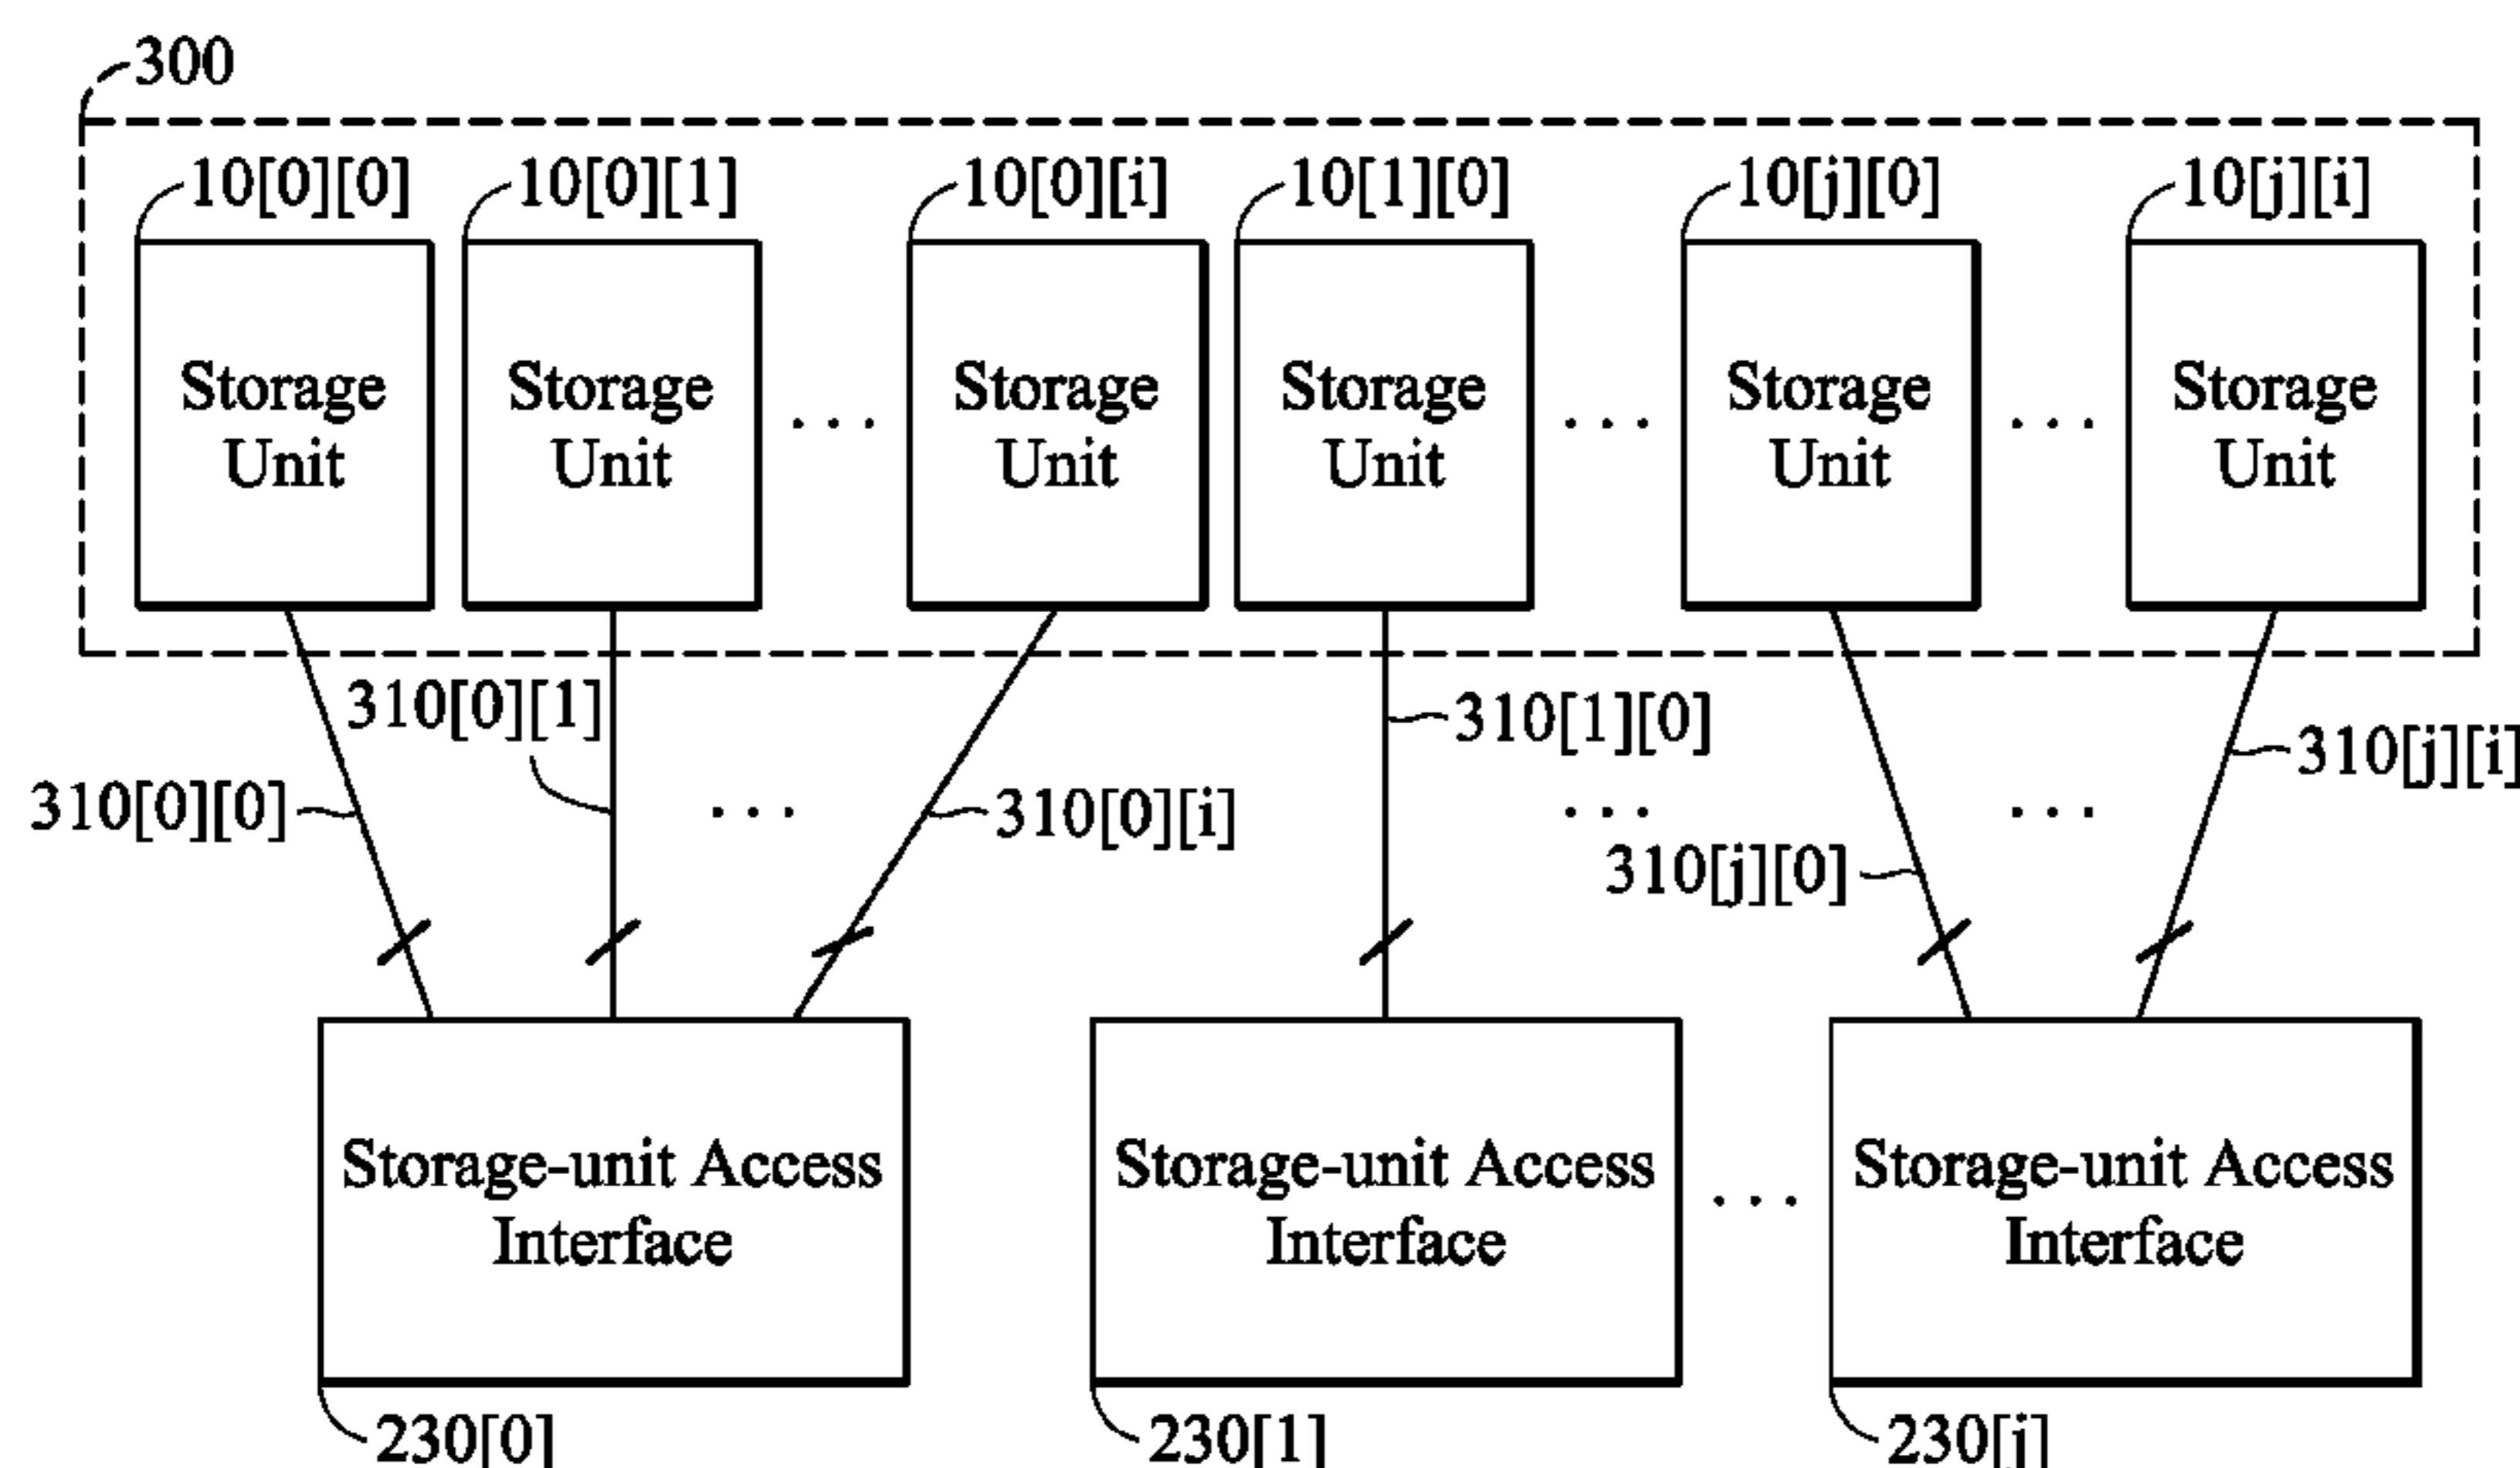 300
10[0][0]
10[0][1]
10[0][i]
10[1][0]
10[j][0]
10[j][i]
Storage
Unit
Storage
Unit
. . .
Storage
Unit
Storage
Unit
. . .
Storage
Unit
. . .
Storage
Unit
310[0][0]
310[0][1]
. . .
310[0][i]
310[1][0]
. . .
310[j][0]
. . .
310[j][i]
Storage-unit Access
Interface
Storage-unit Access
Interface
. . .
Storage-unit Access
Interface
230[0]
230[1]
230[j]